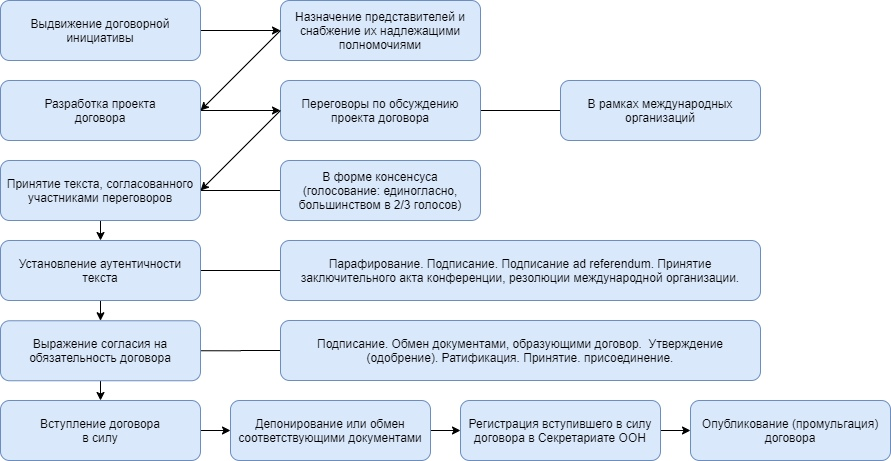 Выдвижение договорной
инициативы
Назначение представителей и
снабжение их надлежащими
полномочиями
Разработка проекта
договора
Переговоры по обсуждению
проекта договора
В рамках международных
организаций
Принятие текста, согласованного
участниками переговоров
В форме консенсуса
(голосование: единогласно,
большинством в 2/3 голосов)
Установление аутентичности
текста
Парафирование. Подписание. Подписание ad referendum. Принятие
заключительного акта конференции, резолюции международной организации.
Выражение согласия на
обязательность договора
Подписание. Обмен документами, образующими договор. Утверждение
(одобрение). Ратификация. Принятие. присоединение.
Вступление договора
в силу
Депонирование или обмен
соответствующими документами
Регистрация вступившего в силу
договора в Секретариате ООН
Опубликование (промульгация)
договора